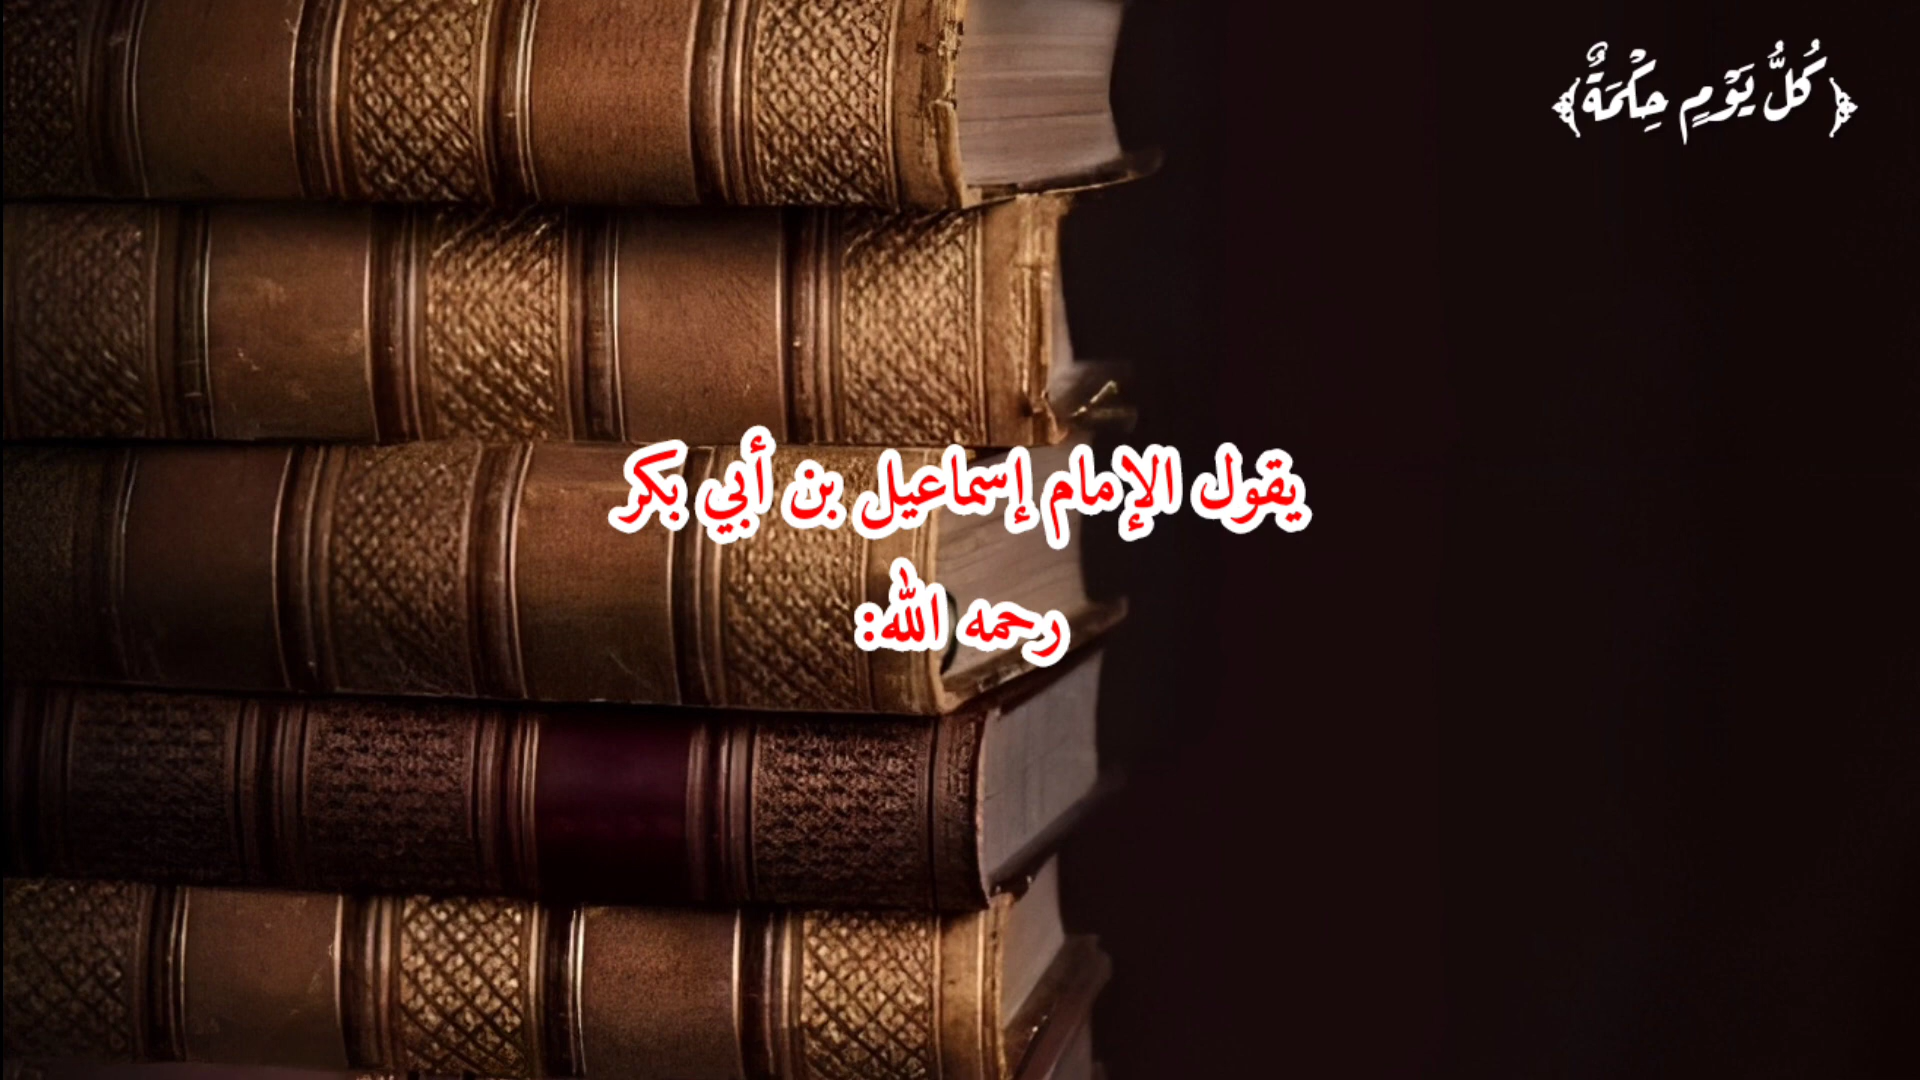 ﴿كُلُّ يَوْمٍ حِكْمَةٌ﴾
يقول الإمام إسماعيل بن أبي بكر
رحمه الله: